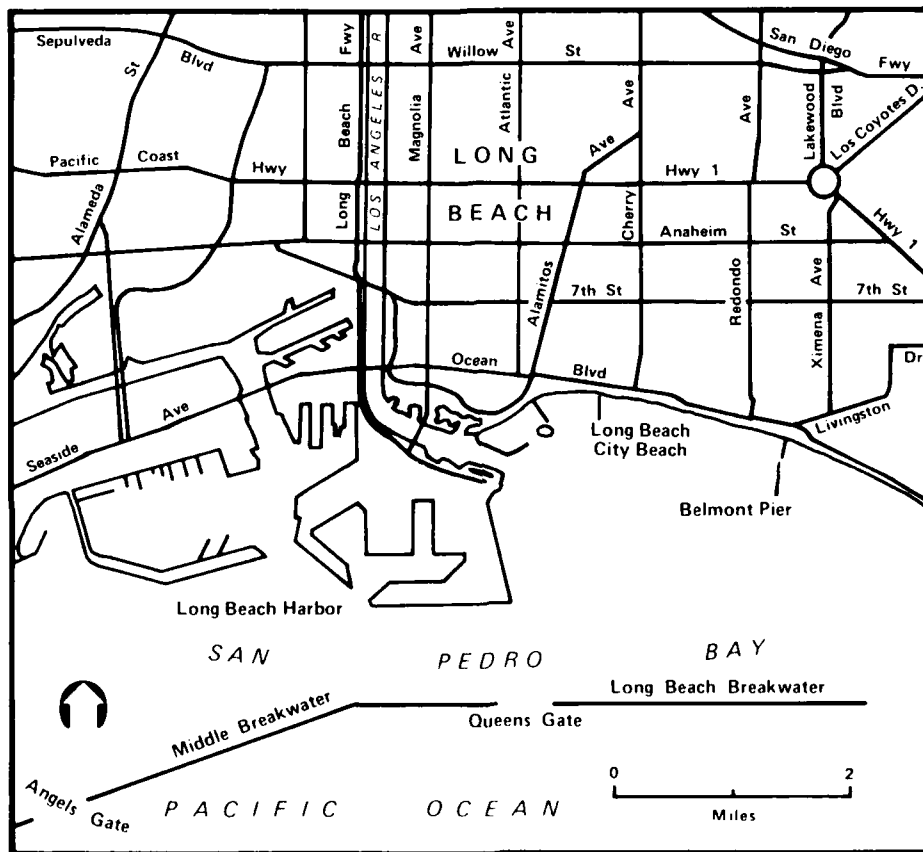 Sepulveda Blvd
St
Fwy
Long Beach
LOS ANGELES R
Ave
Magnolia
Willow St
Ave
Atlantic
Ave
Cherry
Ave
Redondo
San Diego Fwy
Lakewood Blvd
Los Coyotes D.
Pacific Coast Hwy
Hwy 1
LONG
BEACH
Ave
Alamitos
Alameda
Anaheim St
Hwy 1
7th St
7th St
Ave
Ximena
Ocean Blvd
Dr
Livingston
Seaside Ave
Long Beach
City Beach
Belmont Pier
Long Beach Harbor
SAN PEDRO BAY
Long Beach Breakwater
Middle Breakwater
Queens Gate
Angels Gate
PACIFIC OCEAN
0 2
Miles